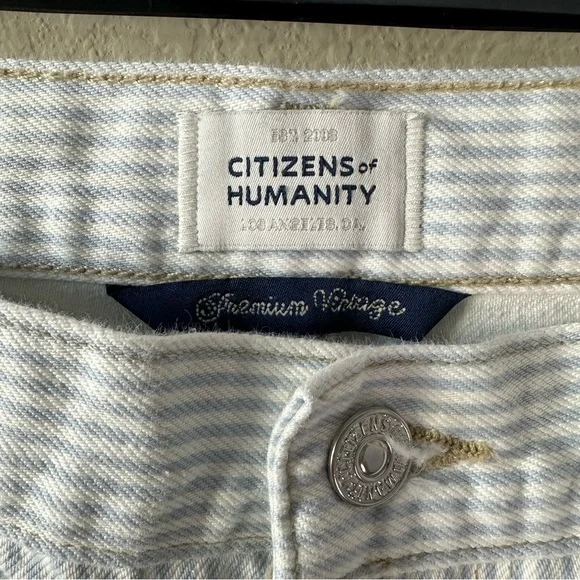 EST. 2003
CITIZENS of
HUMANITY
LOS ANGELES, CA.
Premium Vintage